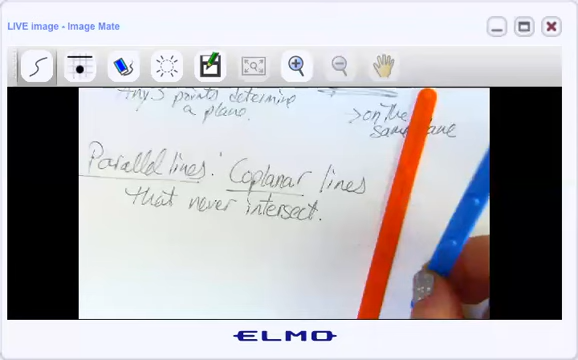 LIVE image - Image Mate
Any 3 points determine
a plane.
>on the
same plane
Parallel lines: Coplanar lines
that never intersect.
ELMO